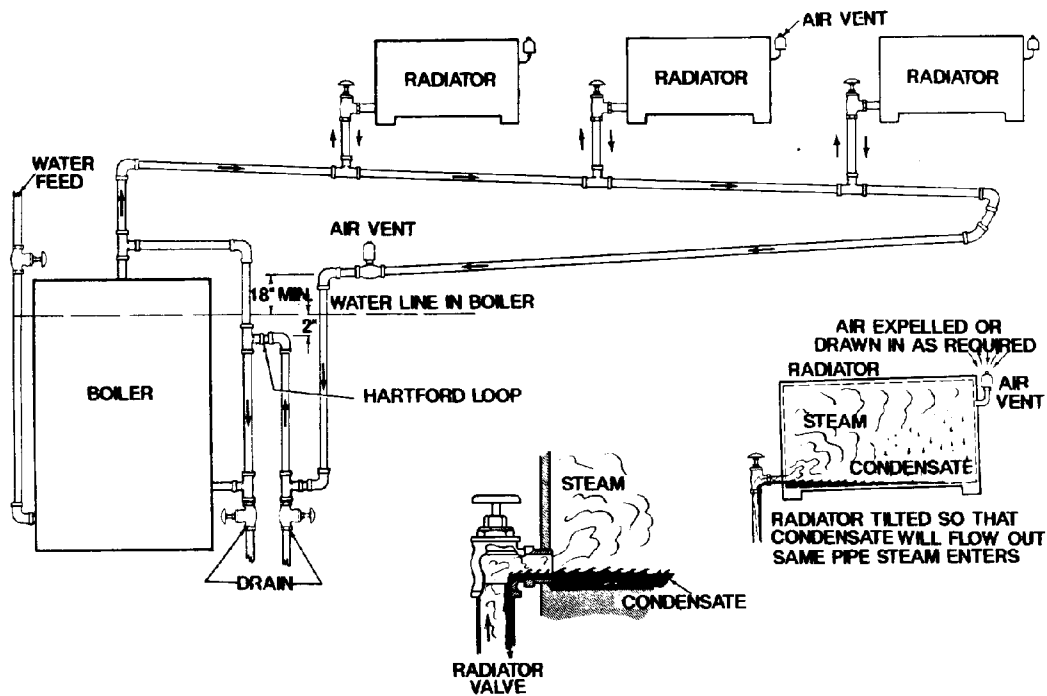 AIR VENT
RADIATOR
RADIATOR
RADIATOR
WATER
FEED
AIR VENT
18" MIN.
WATER LINE IN BOILER
2"
BOILER
HARTFORD LOOP
DRAIN
AIR EXPELLED OR
DRAWN IN AS REQUIRED
RADIATOR
AIR
VENT
STEAM
CONDENSATE
RADIATOR TILTED SO THAT
CONDENSATE WILL FLOW OUT
SAME PIPE STEAM ENTERS
STEAM
CONDENSATE
RADIATOR
VALVE